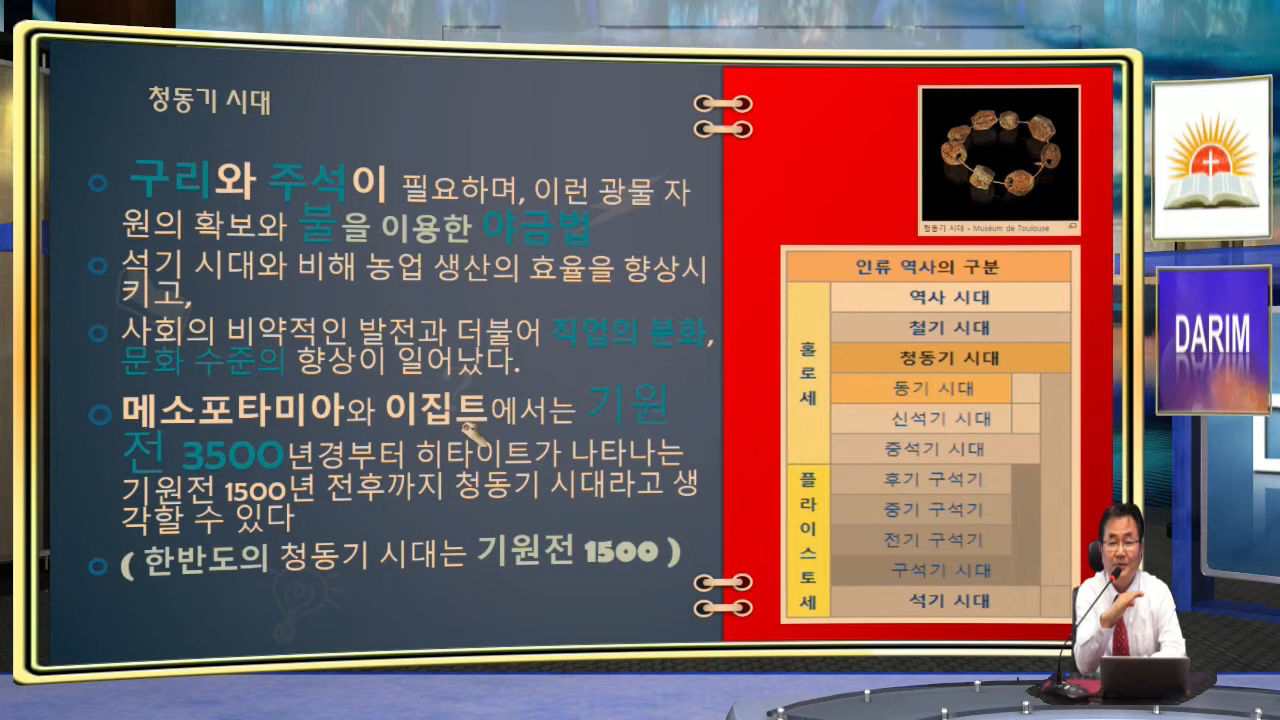 청동기 시대
구리와 주석이 필요하며, 이런 광물 자
원의 확보와 불을 이용한 야금법
석기 시대와 비해 농업 생산의 효율을 향상시
키고,
사회의 비약적인 발전과 더불어 직업의 분화,
문화 수준의 향상이 일어났다.
메소포타미아와 이집트에서는 기원
전 3500년경부터 히타이트가 나타나는
기원전 1500년 전후까지 청동기 시대라고 생
각할 수 있다
( 한반도의 청동기 시대는 기원전 1500 )
청동기 시대 - Muséum de Toulouse
인류 역사의 구분
홀로세
역사 시대
철기 시대
청동기 시대
동기 시대
신석기 시대
중석기 시대
플라이스토세
후기 구석기
중기 구석기
전기 구석기
구석기 시대
석기 시대
DARIM